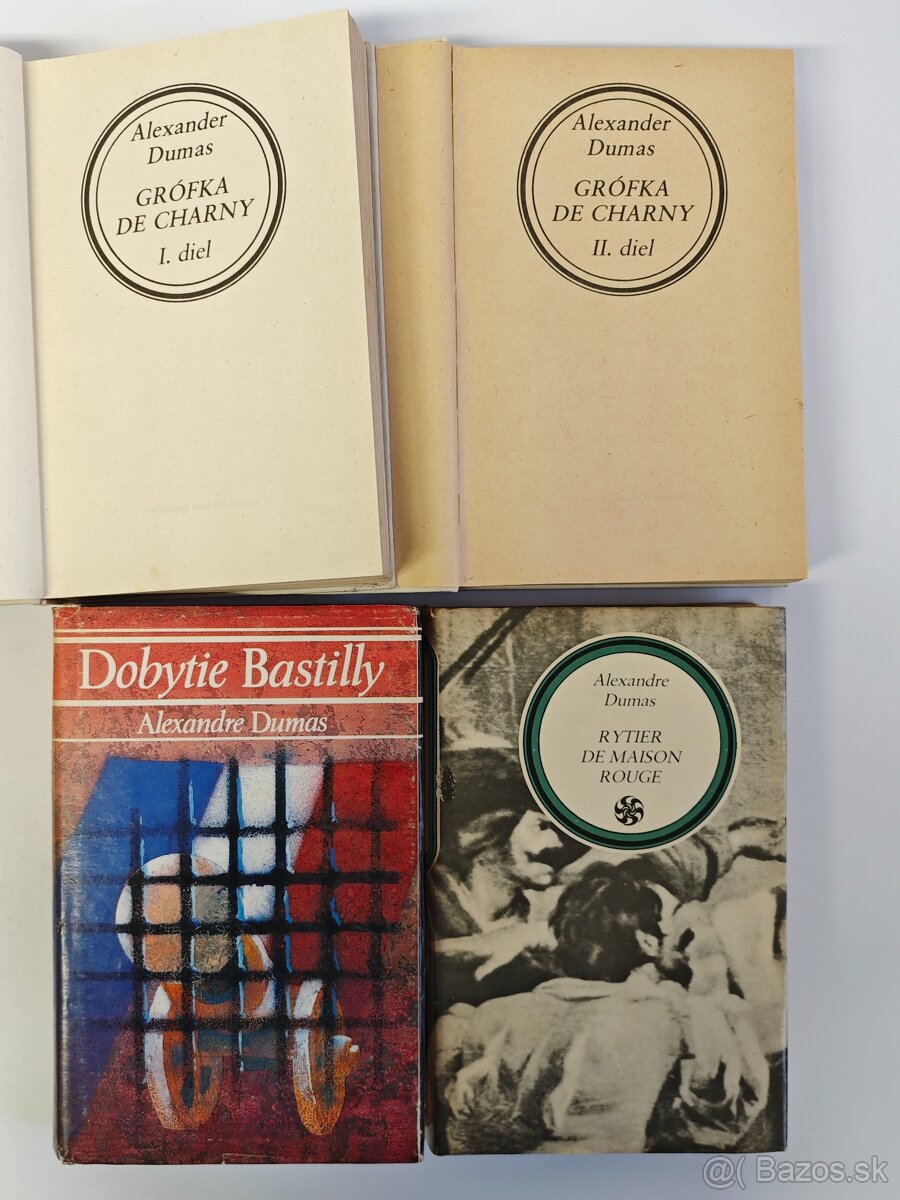 Alexander
Dumas
GRÓFKA
DE CHARNY
I. diel
Alexander
Dumas
GRÓFKA
DE CHARNY
II. diel
Dobytie Bastilly
Alexandre Dumas
Alexandre
Dumas
RYTIER
DE MAISON
ROUGE
@( Bazos.sk